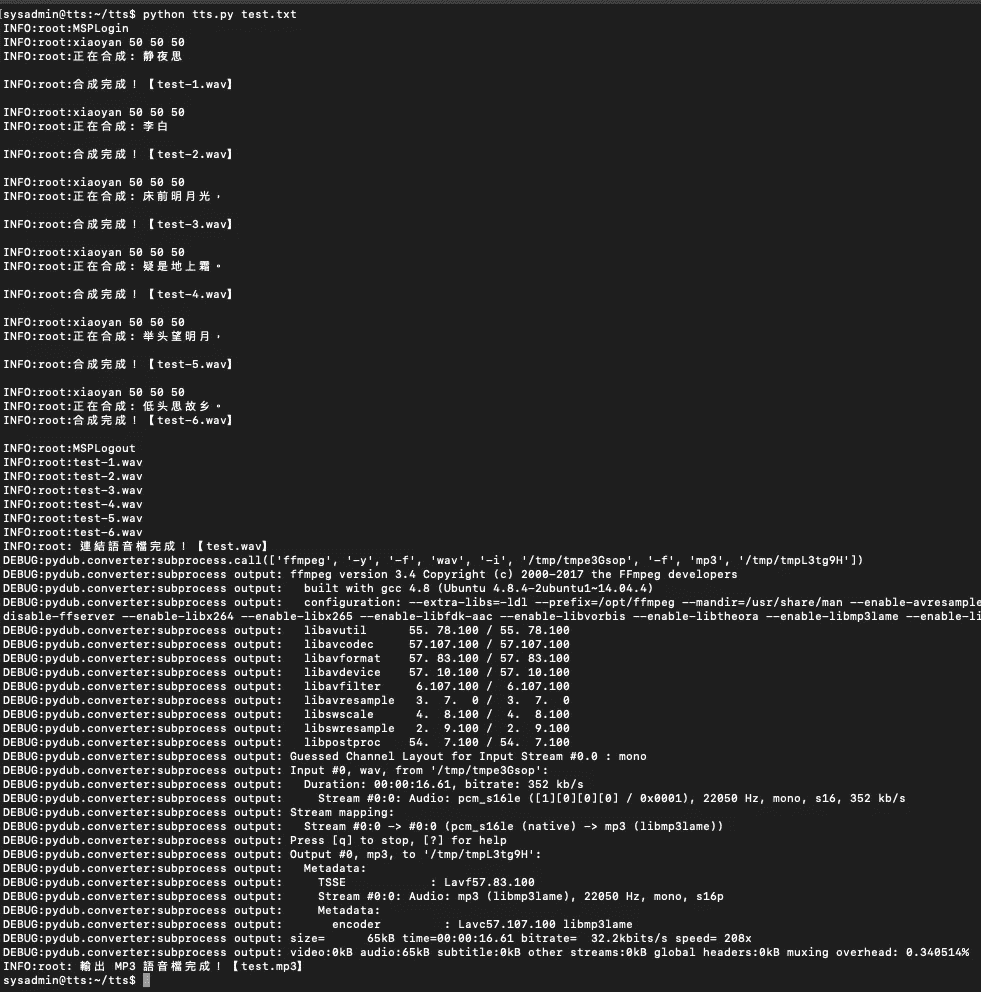 [sysadmin@tts:~/tts$ python tts.py test.txt
INFO:root:MSPLogin
INFO:root:xiaoyan 50 50 50
INFO:root:正在合成: 静夜思
INFO:root:合成完成！【test-1.wav】
INFO:root:xiaoyan 50 50 50
INFO:root:正在合成: 李白
INFO:root:合成完成！【test-2.wav】
INFO:root:xiaoyan 50 50 50
INFO:root:正在合成: 床前明月光，
INFO:root:合成完成！【test-3.wav】
INFO:root:xiaoyan 50 50 50
INFO:root:正在合成: 疑是地上霜。
INFO:root:合成完成！【test-4.wav】
INFO:root:xiaoyan 50 50 50
INFO:root:正在合成: 举头望明月，
INFO:root:合成完成！【test-5.wav】
INFO:root:xiaoyan 50 50 50
INFO:root:正在合成: 低头思故乡。
INFO:root:合成完成！【test-6.wav】
INFO:root:MSPLogout
INFO:root:test-1.wav
INFO:root:test-2.wav
INFO:root:test-3.wav
INFO:root:test-4.wav
INFO:root:test-5.wav
INFO:root:test-6.wav
INFO:root: 連結語音檔完成！【test.wav】
DEBUG:pydub.converter:subprocess.call(['ffmpeg', '-y', '-f', 'wav', '-i', '/tmp/tmpe3Gsop', '-f', 'mp3', '/tmp/tmpL3tg9H'])
DEBUG:pydub.converter:subprocess output: ffmpeg version 3.4 Copyright (c) 2000-2017 the FFmpeg developers
DEBUG:pydub.converter:subprocess output:   built with gcc 4.8 (Ubuntu 4.8.4-2ubuntu1~14.04.4)
DEBUG:pydub.converter:subprocess output:   configuration: --extra-libs=-ldl --prefix=/opt/ffmpeg --mandir=/usr/share/man --enable-avresample
disable-ffserver --enable-libx264 --enable-libx265 --enable-libfdk-aac --enable-libvorbis --enable-libtheora --enable-libmp3lame --enable-li
DEBUG:pydub.converter:subprocess output:   libavutil      55. 78.100 / 55. 78.100
DEBUG:pydub.converter:subprocess output:   libavcodec     57.107.100 / 57.107.100
DEBUG:pydub.converter:subprocess output:   libavformat    57. 83.100 / 57. 83.100
DEBUG:pydub.converter:subprocess output:   libavdevice    57. 10.100 / 57. 10.100
DEBUG:pydub.converter:subprocess output:   libavfilter     6.107.100 /  6.107.100
DEBUG:pydub.converter:subprocess output:   libavresample   3.  7.  0 /  3.  7.  0
DEBUG:pydub.converter:subprocess output:   libswscale      4.  8.100 /  4.  8.100
DEBUG:pydub.converter:subprocess output:   libswresample   2.  9.100 /  2.  9.100
DEBUG:pydub.converter:subprocess output:   libpostproc    54.  7.100 / 54.  7.100
DEBUG:pydub.converter:subprocess output: Guessed Channel Layout for Input Stream #0.0 : mono
DEBUG:pydub.converter:subprocess output: Input #0, wav, from '/tmp/tmpe3Gsop':
DEBUG:pydub.converter:subprocess output:   Duration: 00:00:16.61, bitrate: 352 kb/s
DEBUG:pydub.converter:subprocess output:     Stream #0:0: Audio: pcm_s16le ([1][0][0][0] / 0x0001), 22050 Hz, mono, s16, 352 kb/s
DEBUG:pydub.converter:subprocess output: Stream mapping:
DEBUG:pydub.converter:subprocess output:   Stream #0:0 -> #0:0 (pcm_s16le (native) -> mp3 (libmp3lame))
DEBUG:pydub.converter:subprocess output: Press [q] to stop, [?] for help
DEBUG:pydub.converter:subprocess output: Output #0, mp3, to '/tmp/tmpL3tg9H':
DEBUG:pydub.converter:subprocess output:   Metadata:
DEBUG:pydub.converter:subprocess output:     TSSE            : Lavf57.83.100
DEBUG:pydub.converter:subprocess output:     Stream #0:0: Audio: mp3 (libmp3lame), 22050 Hz, mono, s16p
DEBUG:pydub.converter:subprocess output:     Metadata:
DEBUG:pydub.converter:subprocess output:       encoder         : Lavc57.107.100 libmp3lame
DEBUG:pydub.converter:subprocess output: size=      65kB time=00:00:16.61 bitrate=  32.2kbits/s speed= 208x
DEBUG:pydub.converter:subprocess output: video:0kB audio:65kB subtitle:0kB other streams:0kB global headers:0kB muxing overhead: 0.340514%
INFO:root: 輸出 MP3 語音檔完成！【test.mp3】
sysadmin@tts:~/tts$